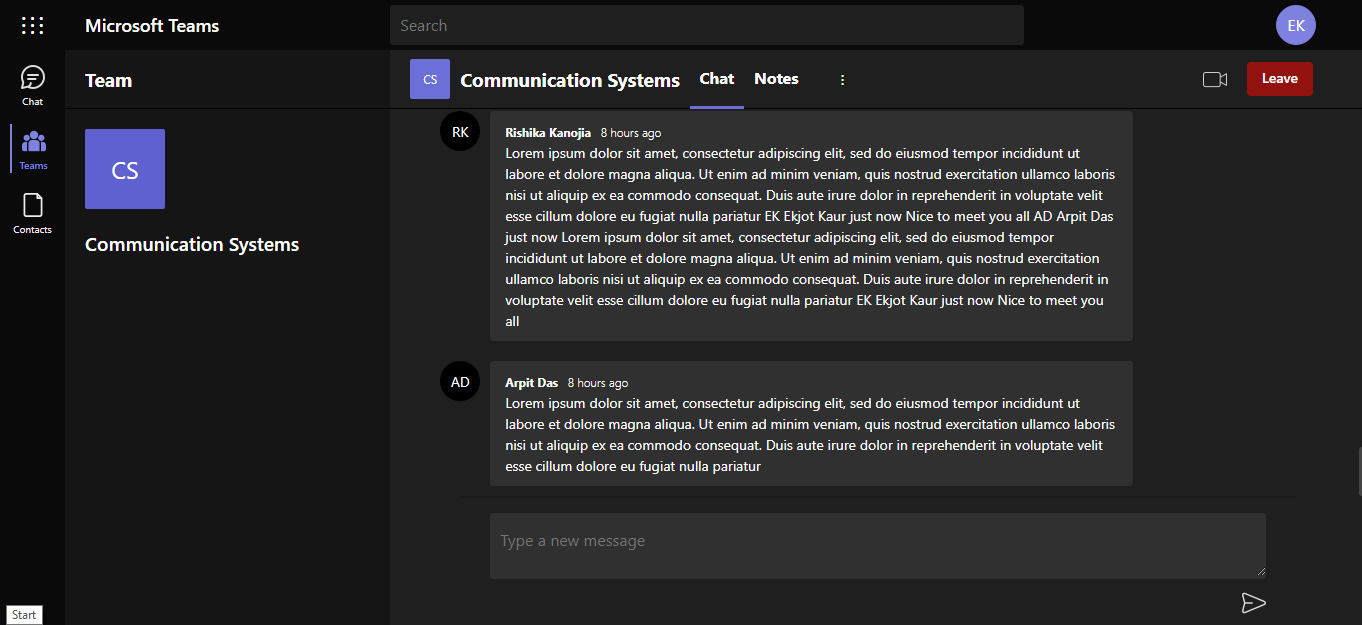 Microsoft Teams
Search
EK
Chat
Teams
Contacts
Team
CS
Communication Systems
CS
Communication Systems
Chat
Notes
Leave
RK
Rishika Kanojia 8 hours ago
Lorem ipsum dolor sit amet, consectetur adipiscing elit, sed do eiusmod tempor incididunt ut
labore et dolore magna aliqua. Ut enim ad minim veniam, quis nostrud exercitation ullamco laboris
nisi ut aliquip ex ea commodo consequat. Duis aute irure dolor in reprehenderit in voluptate velit
esse cillum dolore eu fugiat nulla pariatur EK Ekjot Kaur just now Nice to meet you all AD Arpit Das
just now Lorem ipsum dolor sit amet, consectetur adipiscing elit, sed do eiusmod tempor
incididunt ut labore et dolore magna aliqua. Ut enim ad minim veniam, quis nostrud exercitation
ullamco laboris nisi ut aliquip ex ea commodo consequat. Duis aute irure dolor in reprehenderit in
voluptate velit esse cillum dolore eu fugiat nulla pariatur EK Ekjot Kaur just now Nice to meet you
all
AD
Arpit Das 8 hours ago
Lorem ipsum dolor sit amet, consectetur adipiscing elit, sed do eiusmod tempor incididunt ut
labore et dolore magna aliqua. Ut enim ad minim veniam, quis nostrud exercitation ullamco laboris
nisi ut aliquip ex ea commodo consequat. Duis aute irure dolor in reprehenderit in voluptate velit
esse cillum dolore eu fugiat nulla pariatur
Type a new message
Start